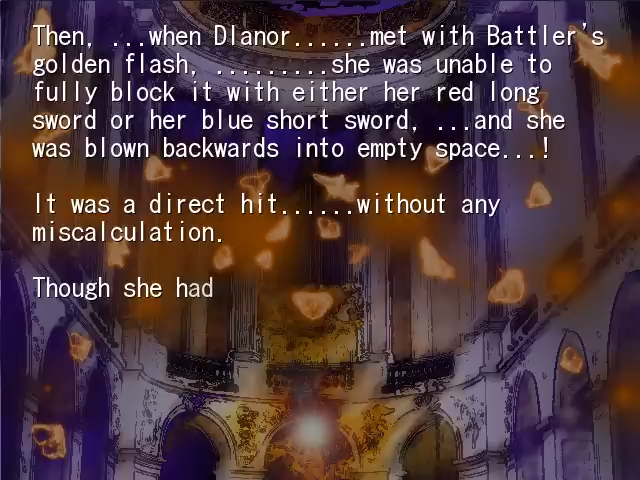 Then, ...when Dlanor......met with Battler's
golden flash, .........she was unable to
fully block it with either her red long
sword or her blue short sword, ...and she
was blown backwards into empty space...!
It was a direct hit......without any
miscalculation.
Though she had